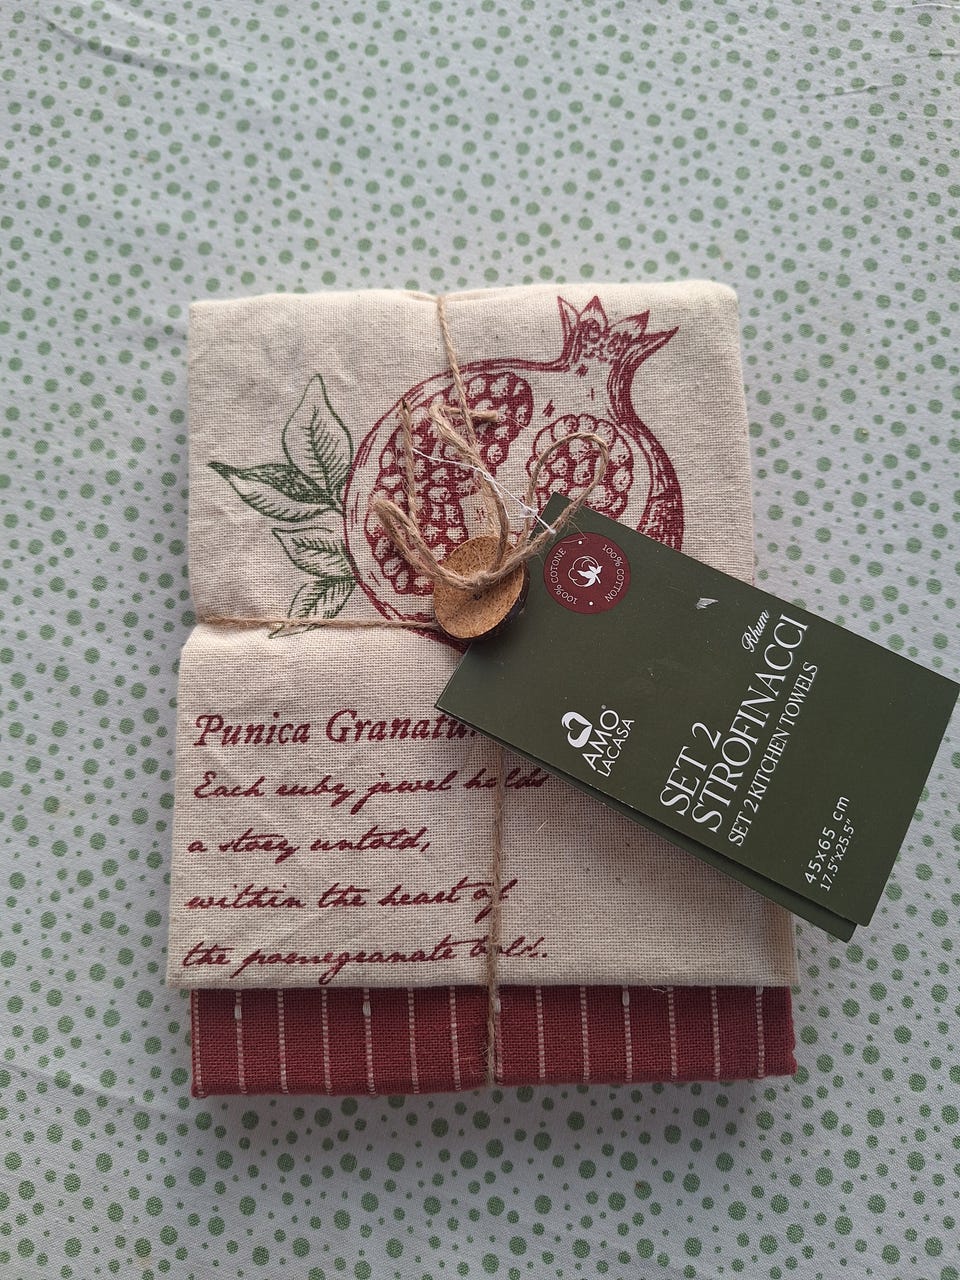 Punica Granatu
Each ruby jewel holds
a story untold,
within the heart of
the pomegranate bold.
100% COTONE · 100% COTTON ·
AMO®
LACASA
Rhum
SET 2
STROFINACCI
SET 2 KITCHEN TOWELS
45x65 cm
17.5"x25.5"